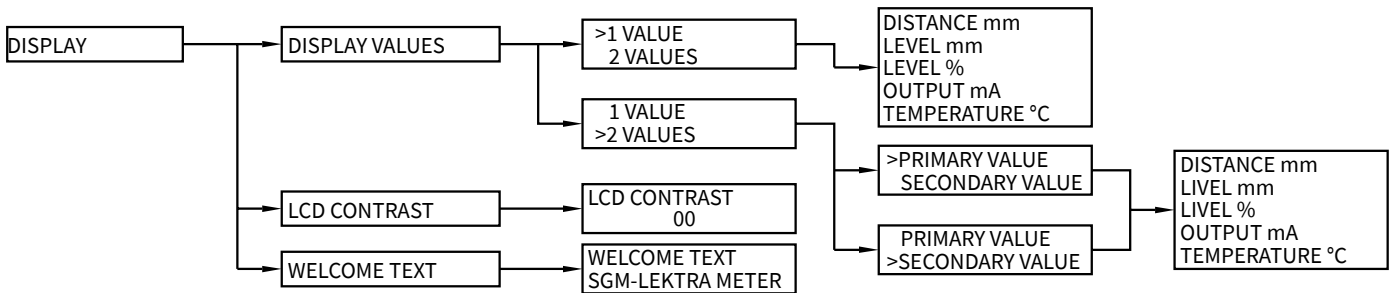 DISPLAY
DISPLAY VALUES
>1 VALUE
2 VALUES
DISTANCE mm
LEVEL mm
LEVEL %
OUTPUT mA
TEMPERATURE °C
1 VALUE
>2 VALUES
>PRIMARY VALUE
SECONDARY VALUE
PRIMARY VALUE
>SECONDARY VALUE
DISTANCE mm
LIVEL mm
LIVEL %
OUTPUT mA
TEMPERATURE °C
LCD CONTRAST
LCD CONTRAST
00
WELCOME TEXT
WELCOME TEXT
SGM-LEKTRA METER